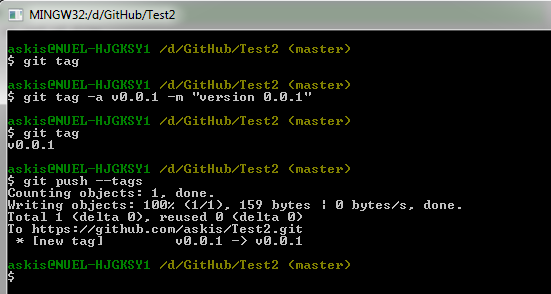 MINGW32:/d/GitHub/Test2
askis@NUEL-HJGKSY1 /d/GitHub/Test2 (master)
$ git tag
askis@NUEL-HJGKSY1 /d/GitHub/Test2 (master)
$ git tag -a v0.0.1 -m "version 0.0.1"
askis@NUEL-HJGKSY1 /d/GitHub/Test2 (master)
$ git tag
v0.0.1
askis@NUEL-HJGKSY1 /d/GitHub/Test2 (master)
$ git push --tags
Counting objects: 1, done.
Writing objects: 100% (1/1), 159 bytes ¦ 0 bytes/s, done.
Total 1 (delta 0), reused 0 (delta 0)
To https://github.com/askis/Test2.git
 * [new tag]         v0.0.1 -> v0.0.1
askis@NUEL-HJGKSY1 /d/GitHub/Test2 (master)
$